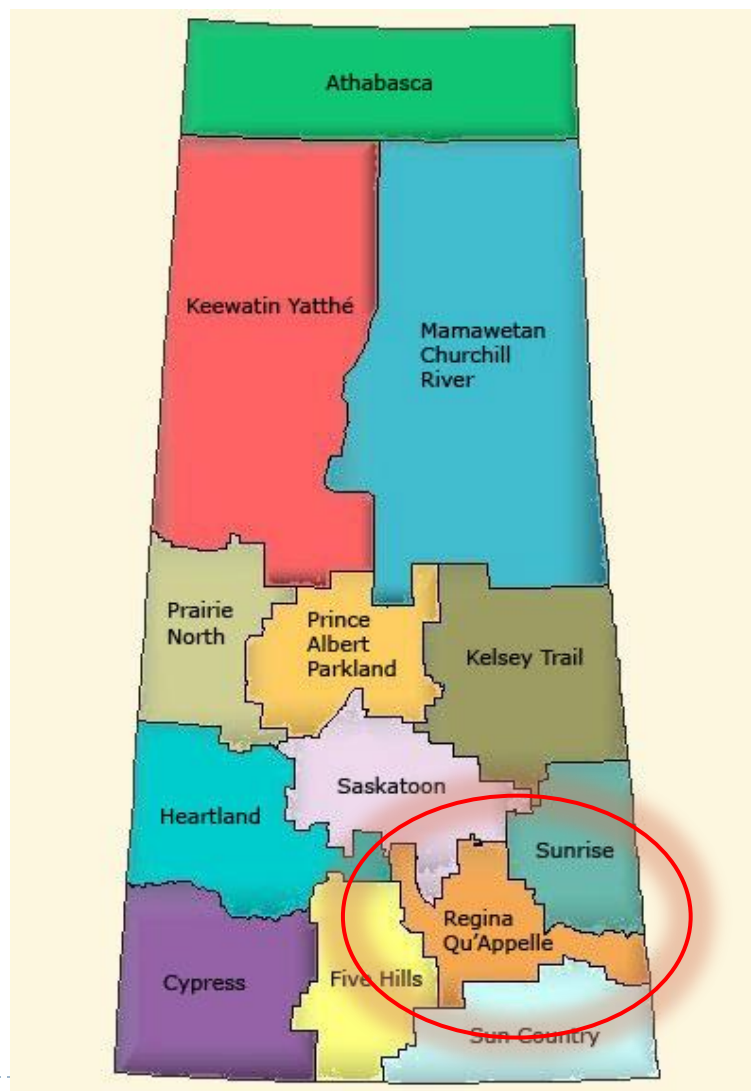 Athabasca
Keewatin Yatthé
Mamawetan
Churchill
River
Prairie
North
Prince
Albert
Parkland
Kelsey Trail
Saskatoon
Heartland
Sunrise
Regina
Qu'Appelle
Cypress
Five Hills
Sun Country